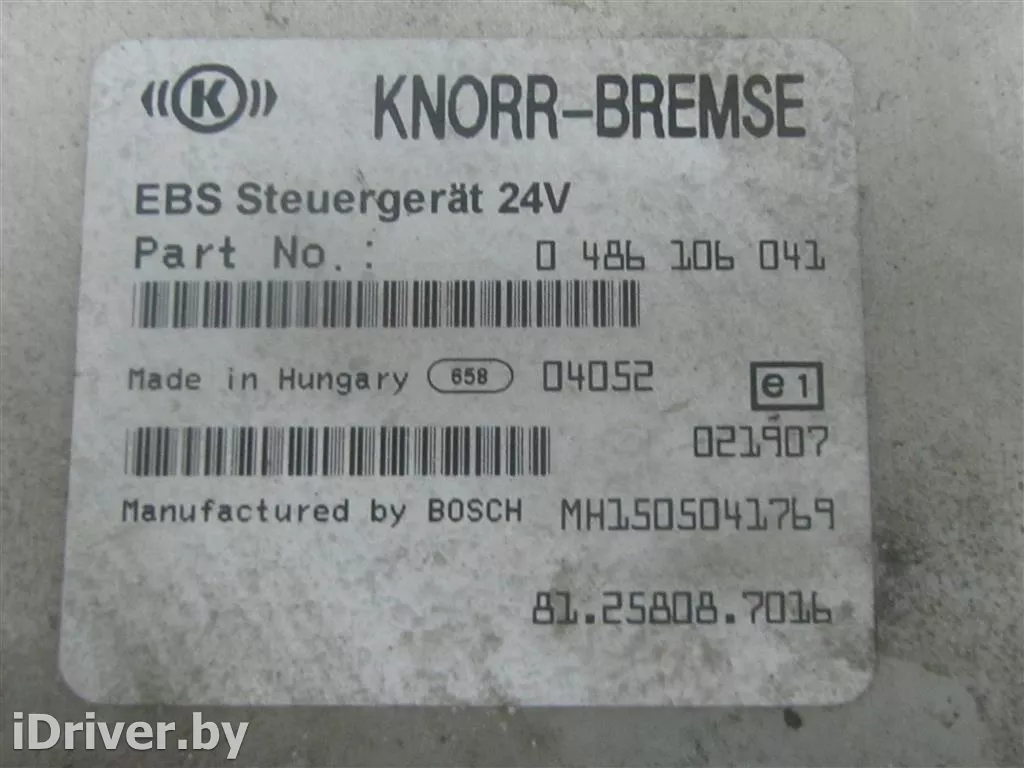 K KNORR-BREMSE
EBS Steuergerät 24V
Part No.: 0 486 106 041
Made in Hungary 658 04052 e1
021907
Manufactured by BOSCH MH1505041769
81.25808.7016
iDriver.by